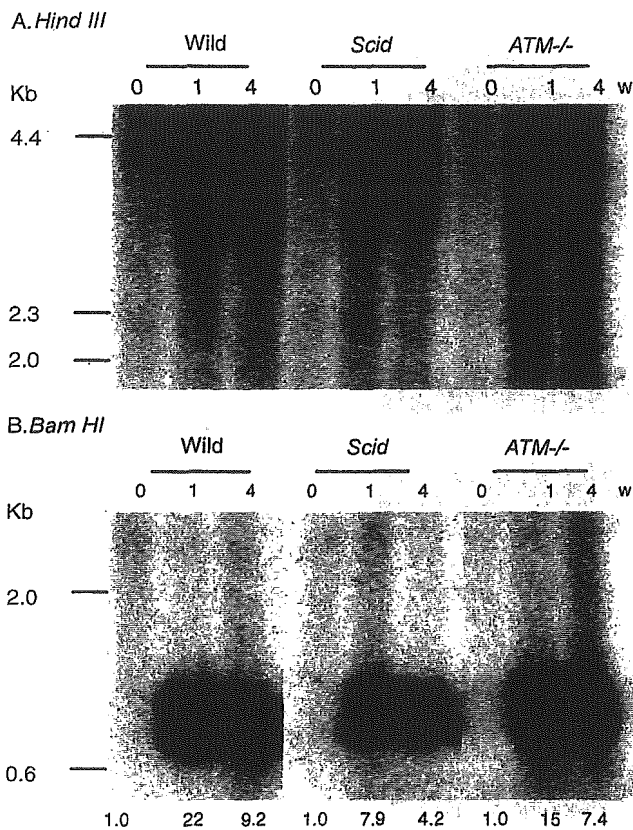 A. Hind III
Wild Scid ATM-/-
0 1 4 0 1 4 0 1 4 w
Kb
4.4
2.3
2.0
B. Bam HI
Wild Scid ATM-/-
0 1 4 0 1 4 0 1 4 w
Kb
2.0
0.6
1.0 22 9.2 1.0 7.9 4.2 1.0 15 7.4